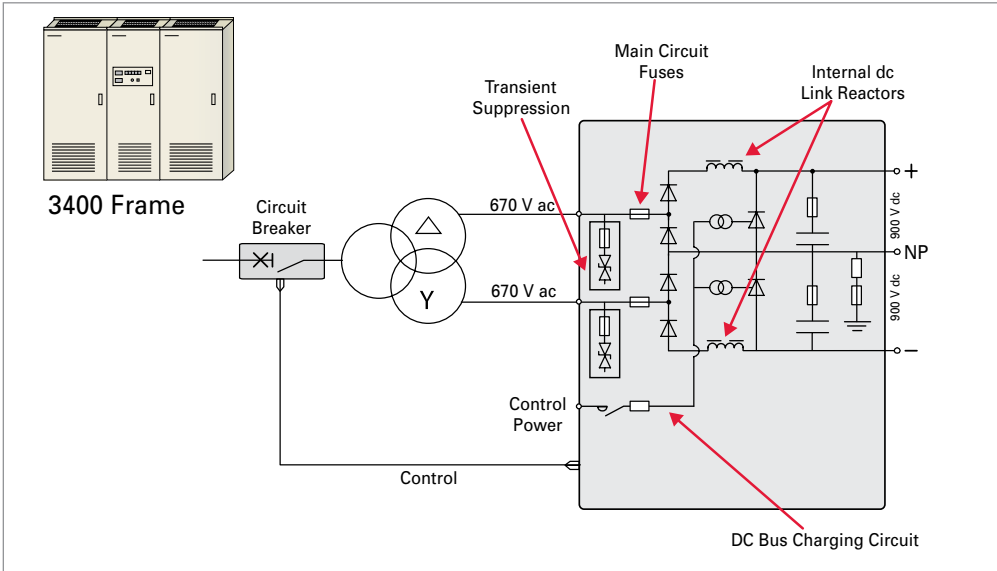 Main Circuit
Fuses
Internal dc
Link Reactors
Transient
Suppression
3400 Frame
Circuit
Breaker
670 V ac
△
+
900 V dc
NP
Y
670 V ac
900 V dc
−
Control
Power
Control
DC Bus Charging Circuit